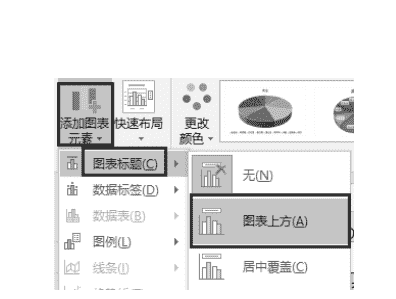 添加图表
元素
快速布局
更改
颜色
图表标题(C)
数据标签(D)
数据表(B)
图例(L)
线条(I)
无(N)
图表上方(A)
居中覆盖(C)